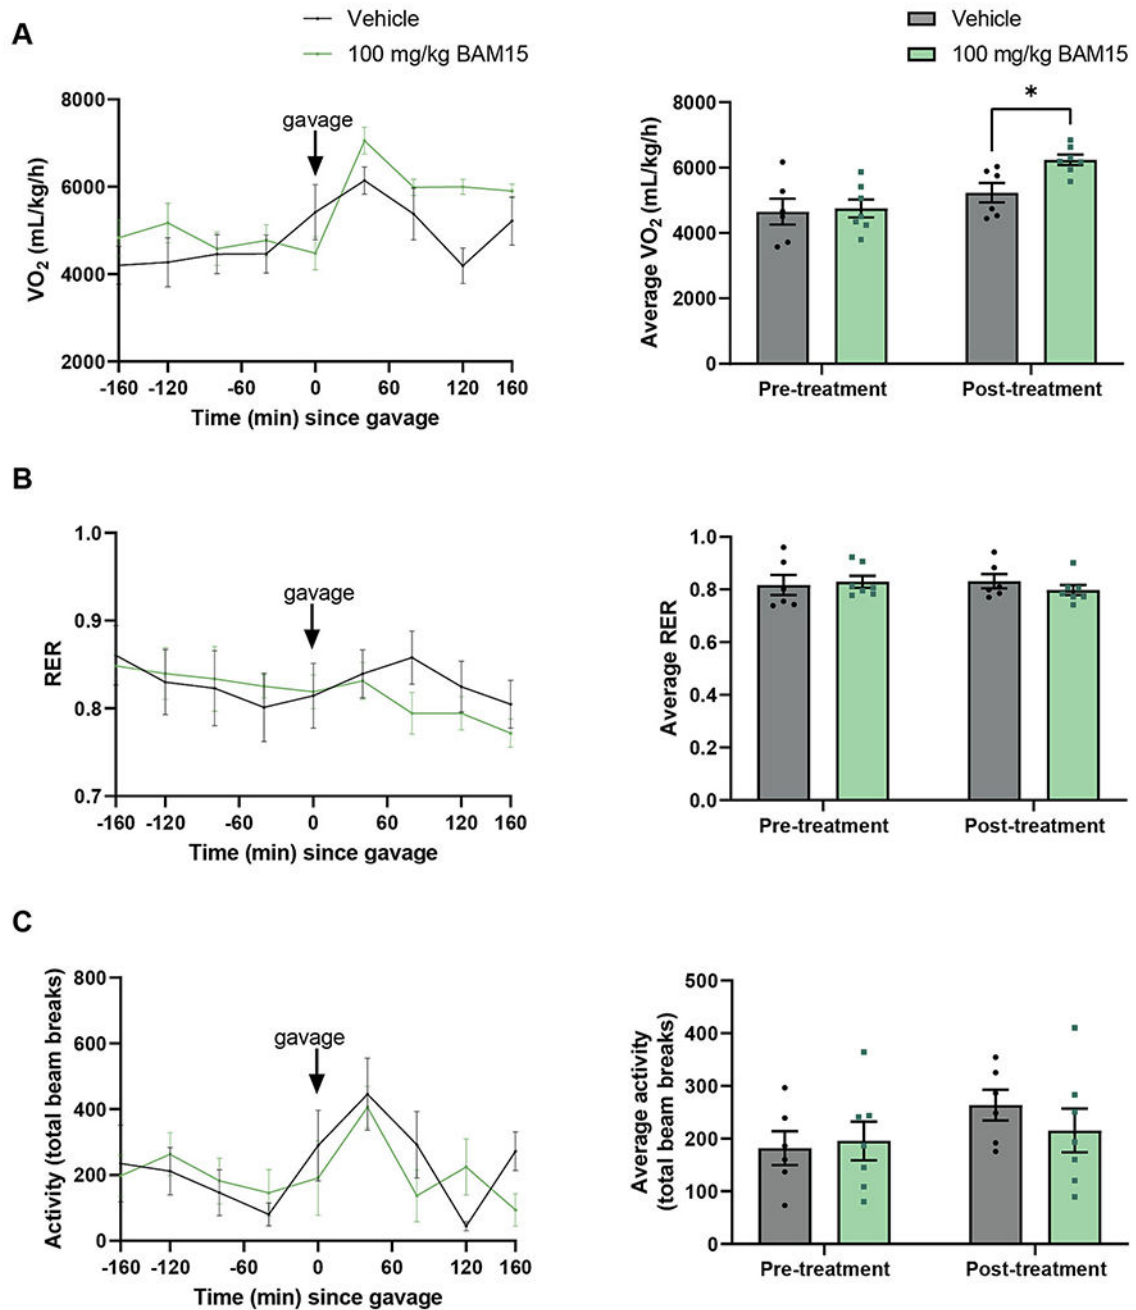 A
Vehicle
100 mg/kg BAM15
VO2 (mL/kg/h)
8000
6000
4000
2000
gavage
-160 -120 -60 0 60 120 160
Time (min) since gavage
Vehicle
100 mg/kg BAM15
Average VO2 (mL/kg/h)
8000
6000
4000
2000
0
*
Pre-treatment Post-treatment
B
RER
1.0
0.9
0.8
0.7
gavage
-160 -120 -60 0 60 120 160
Time (min) since gavage
Average RER
1.0
0.8
0.6
0.4
0.2
0.0
Pre-treatment Post-treatment
C
Activity (total beam breaks)
800
600
400
200
0
gavage
-160 -120 -60 0 60 120 160
Time (min) since gavage
Average activity
(total beam breaks)
500
400
300
200
100
0
Pre-treatment Post-treatment